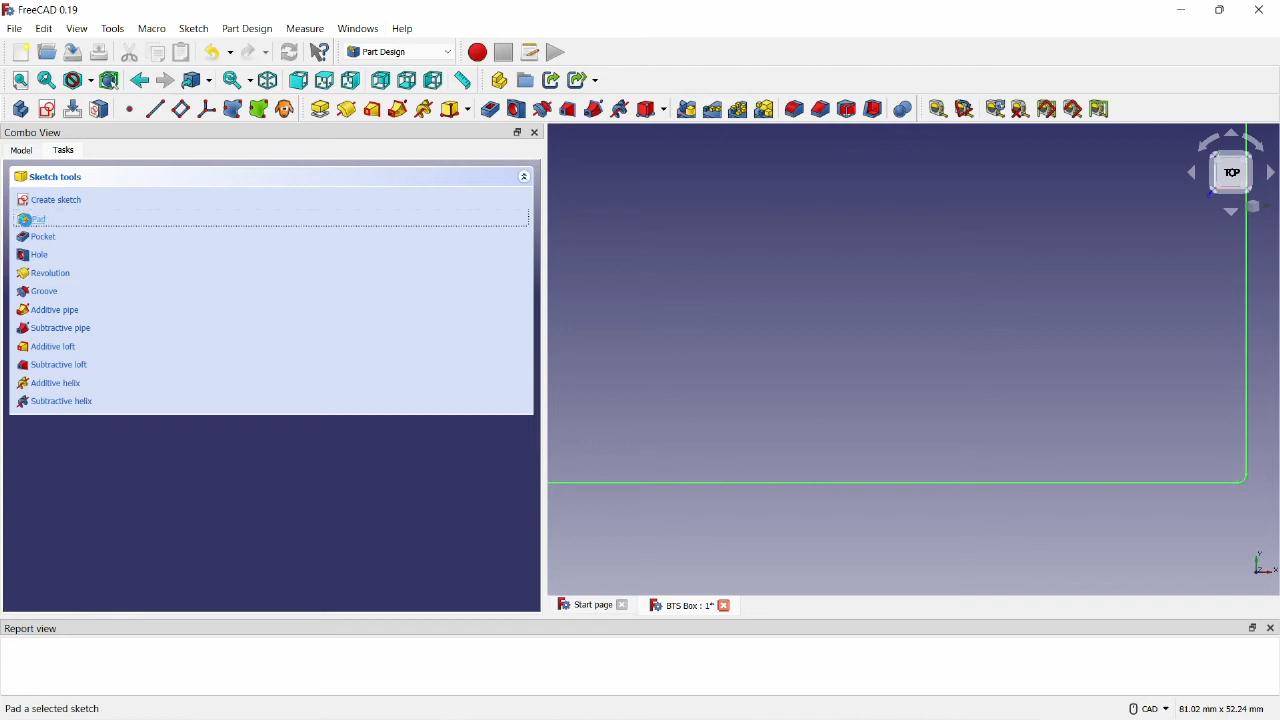 FreeCAD 0.19
File Edit View Tools Macro Sketch Part Design Measure Windows Help
Part Design
Combo View
Model Tasks
Sketch tools
Create sketch
Pad
Pocket
Hole
Revolution
Groove
Additive pipe
Subtractive pipe
Additive loft
Subtractive loft
Additive helix
Subtractive helix
TOP
Y
Z X
Start page
BTS Box : 1*
Report view
Pad a selected sketch
CAD
81.02 mm x 52.24 mm